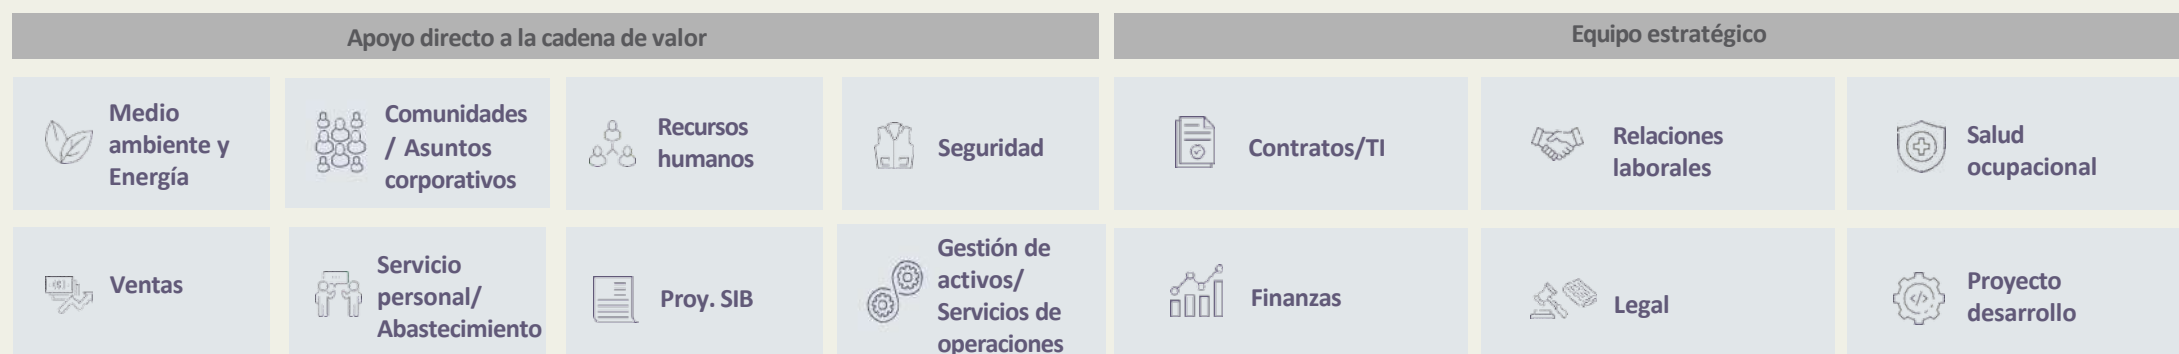 Apoyo directo a la cadena de valor
Equipo estratégico
Medio
ambiente y
Energía
Comunidades
/ Asuntos
corporativos
Recursos
humanos
Seguridad
Contratos/TI
Relaciones
laborales
Salud
ocupacional
Ventas
Servicio
personal/
Abastecimiento
Proy. SIB
Gestión de
activos/
Servicios de
operaciones
Finanzas
Legal
Proyecto
desarrollo